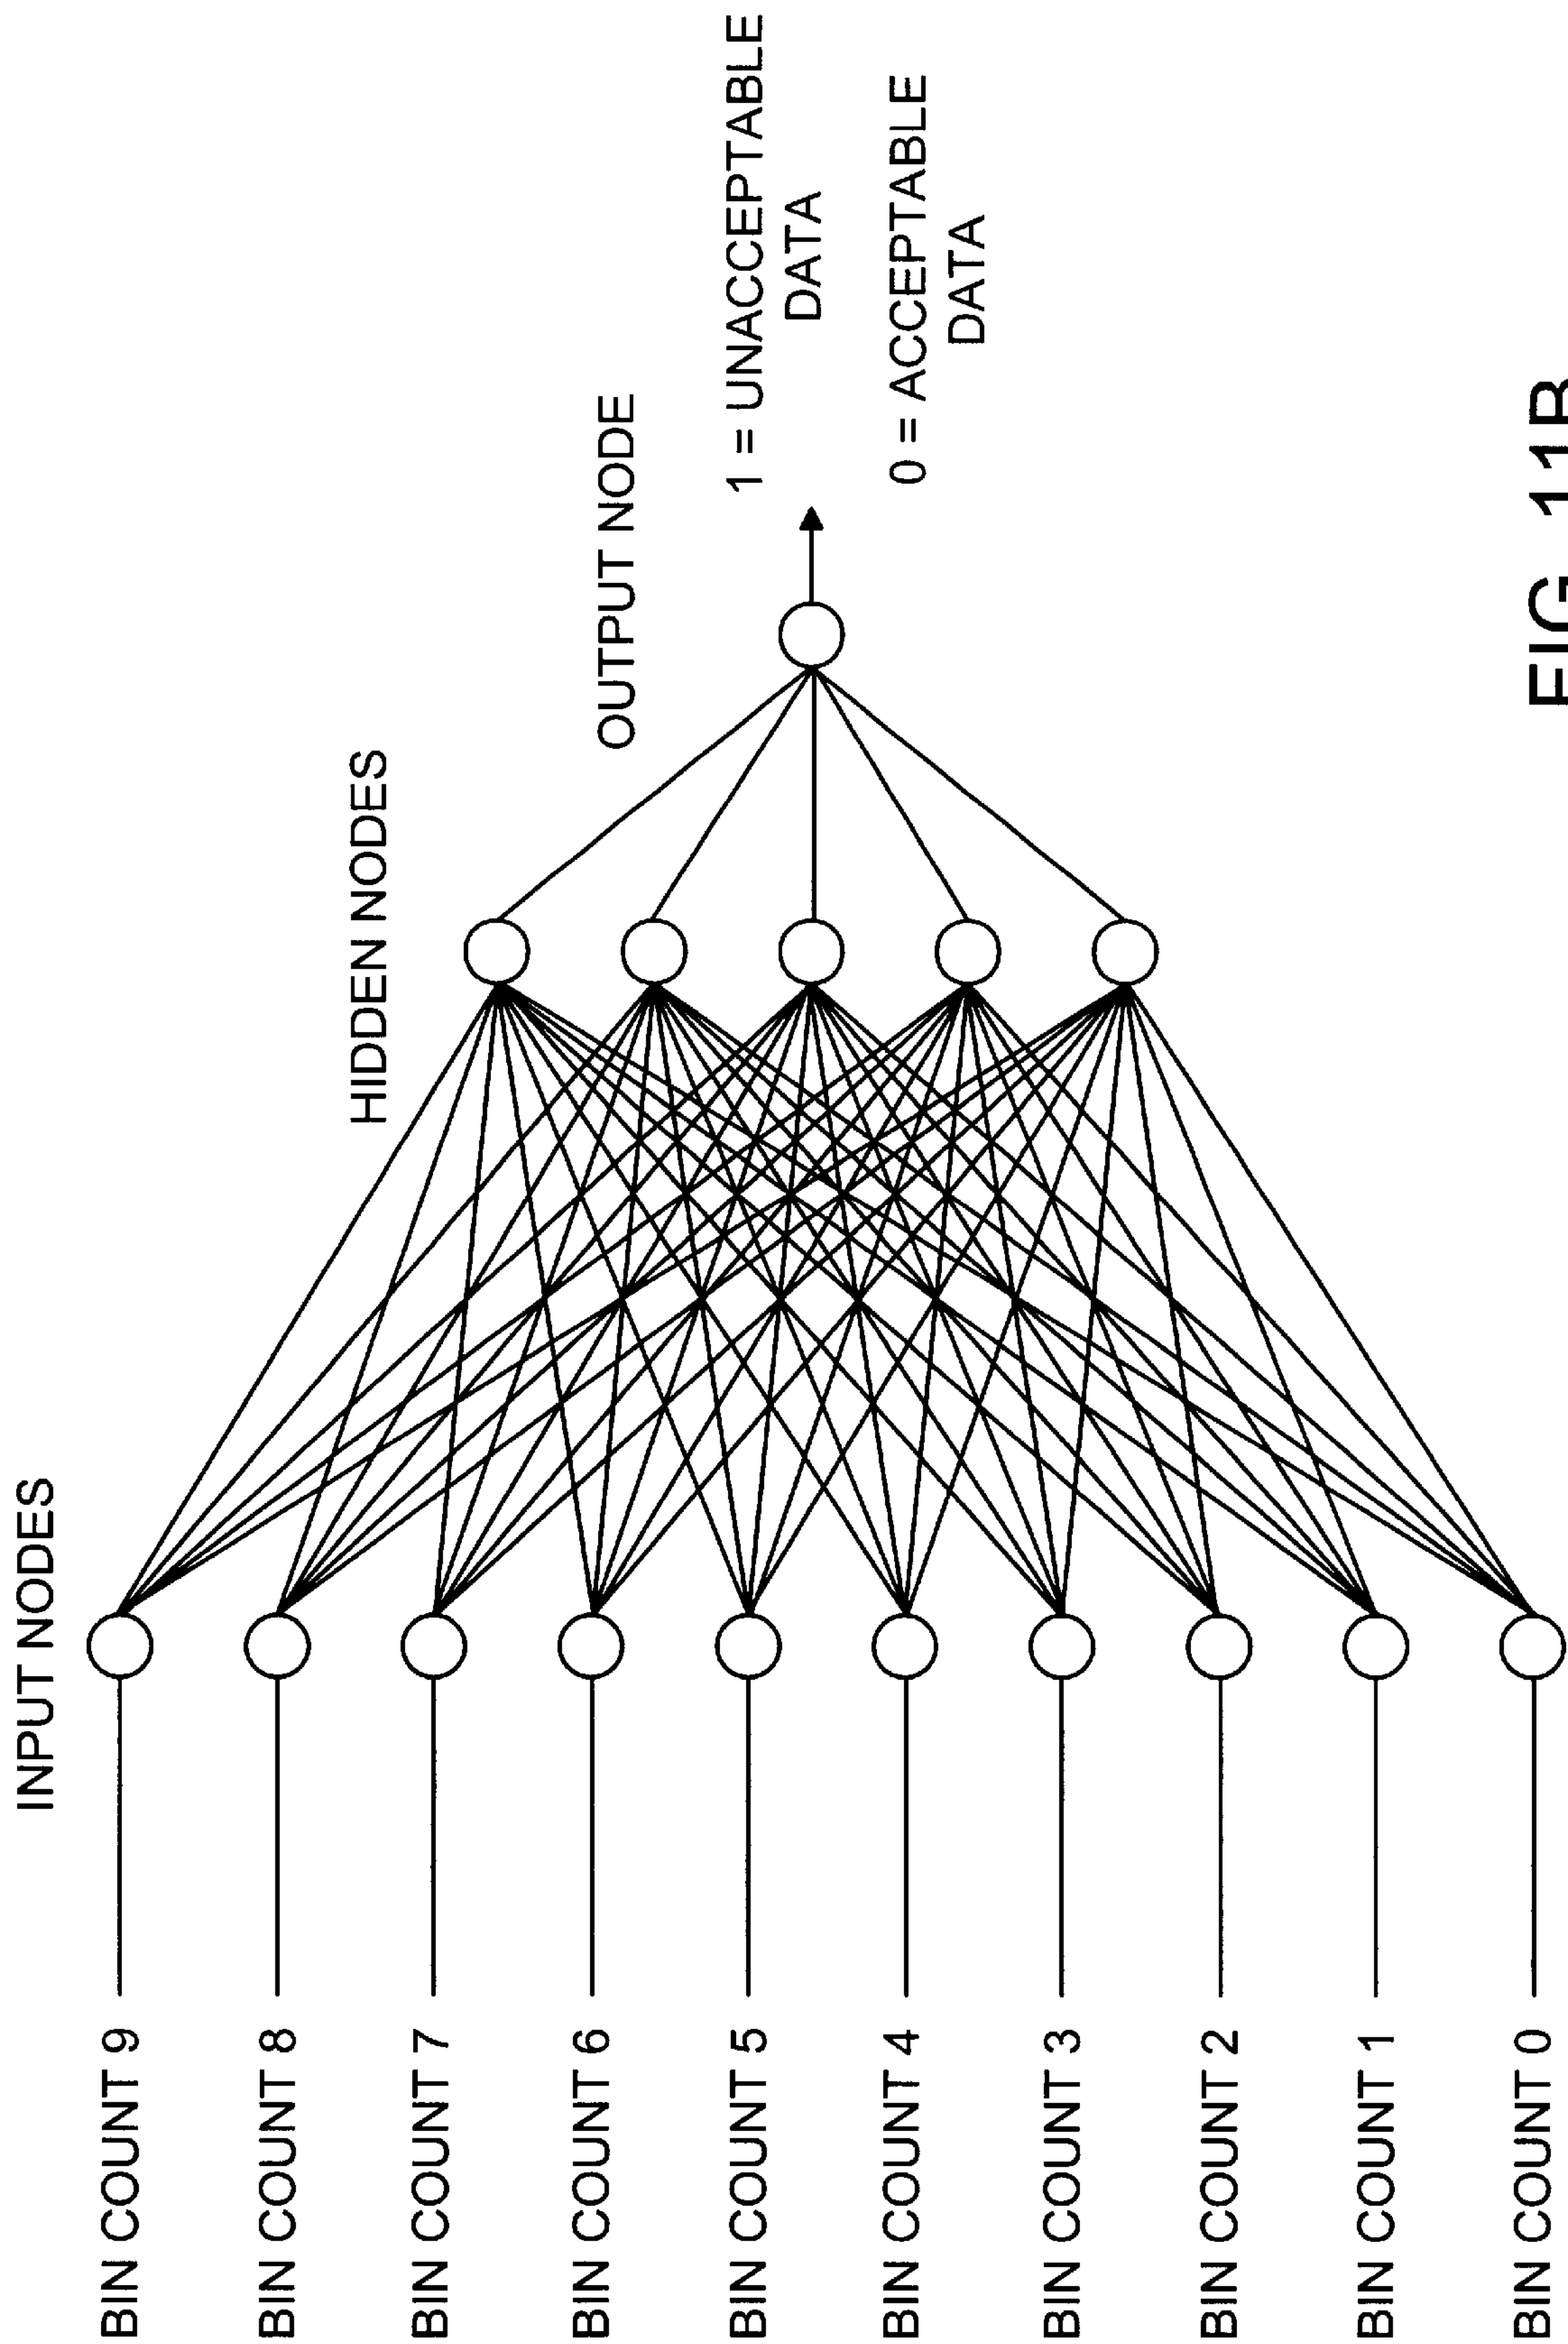 INPUT NODES
HIDDEN NODES
OUTPUT NODE
BIN COUNT 9
BIN COUNT 8
BIN COUNT 7
BIN COUNT 6
BIN COUNT 5
BIN COUNT 4
BIN COUNT 3
BIN COUNT 2
BIN COUNT 1
BIN COUNT 0
1 = UNACCEPTABLE
DATA
0 = ACCEPTABLE
DATA
FIG. 11B